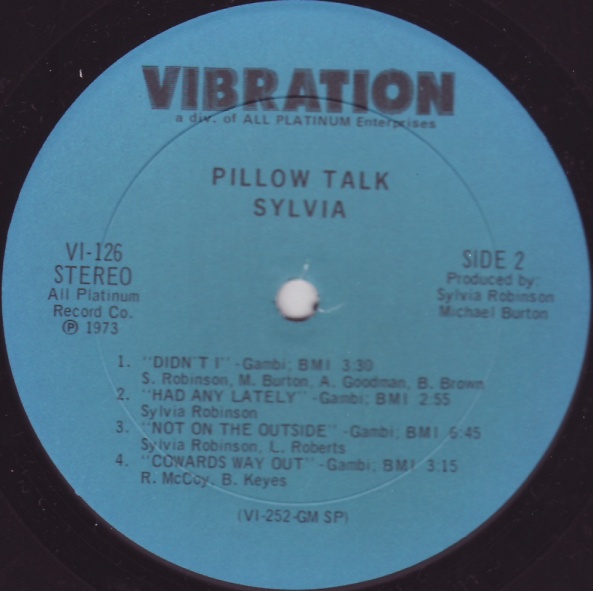 VIBRATION
a div. of ALL PLATINUM Enterprises
PILLOW TALK
SYLVIA
VI-126
STEREO
All Platinum
Record Co.
Ⓟ 1973
SIDE 2
Produced by:
Sylvia Robinson
Michael Burton
1. "DIDN'T I" -Gambi; BMI 3:30
S. Robinson, M. Burton, A. Goodman, B. Brown
2. "HAD ANY LATELY" -Gambi; BMI 2:55
Sylvia Robinson
3. "NOT ON THE OUTSIDE" -Gambi; BMI 6:45
Sylvia Robinson, L. Roberts
4. "COWARDS WAY OUT" -Gambi; BMI 3:15
R. McCoy, B. Keyes
(VI-252-GM SP)